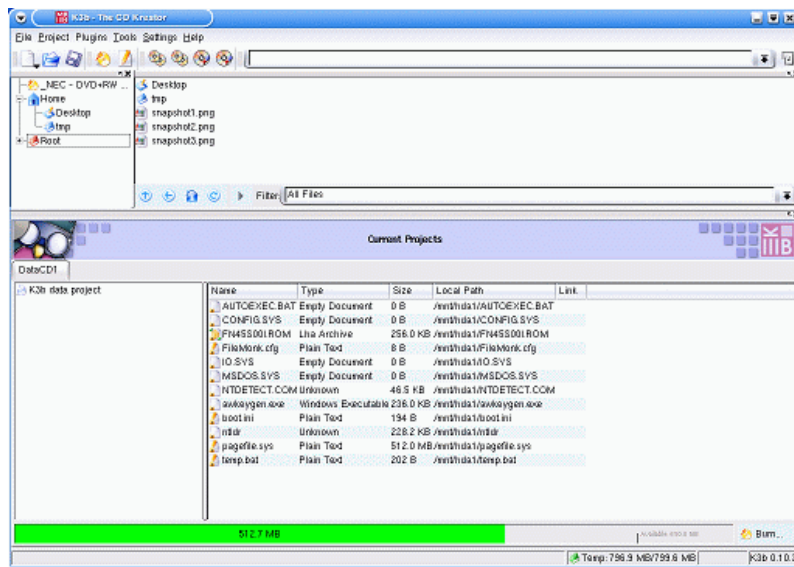 K3b - The CD Kreator
File Project Plugins Tools Settings Help
_NEC - DVD+RW ...
Home
Desktop
tmp
Root
Desktop
tmp
snapshot1.png
snapshot2.png
snapshot3.png
Filter: All Files
Current Projects
DataCD1
K3b data project
Name Type Size Local Path Link
AUTOEXEC.BAT Empty Document 0 B /mnt/hda1/AUTOEXEC.BAT
CONFIG.SYS Empty Document 0 B /mnt/hda1/CONFIG.SYS
FN45S00I.ROM Lha Archive 256.0 KB /mnt/hda1/FN45S00I.ROM
FileMonk.cfg Plain Text 8 B /mnt/hda1/FileMonk.cfg
IO.SYS Empty Document 0 B /mnt/hda1/IO.SYS
MSDOS.SYS Empty Document 0 B /mnt/hda1/MSDOS.SYS
NTDETECT.COM Unknown 46.5 KB /mnt/hda1/NTDETECT.COM
awkeygen.exe Windows Executable 236.0 KB /mnt/hda1/awkeygen.exe
boot.ini Plain Text 194 B /mnt/hda1/boot.ini
ntldr Unknown 228.2 KB /mnt/hda1/ntldr
pagefile.sys Plain Text 512.0 MB /mnt/hda1/pagefile.sys
temp.bat Plain Text 202 B /mnt/hda1/temp.bat
512.7 MB Available Burn...
Temp: 796.9 MB/799.6 MB K3b 0.10.